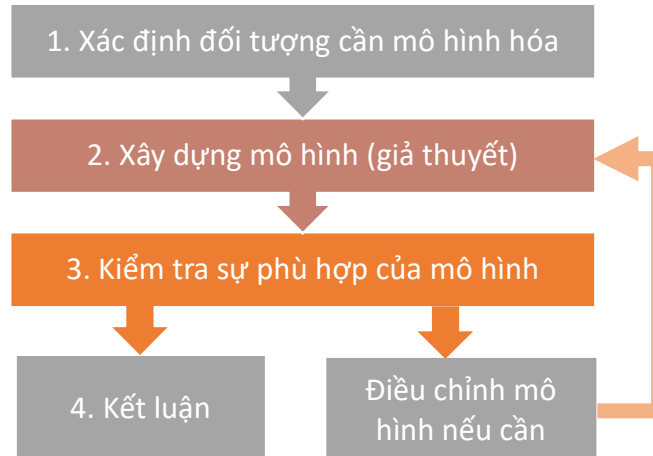 1. Xác định đối tượng cần mô hình hóa
2. Xây dựng mô hình (giả thuyết)
3. Kiểm tra sự phù hợp của mô hình
4. Kết luận
Điều chỉnh mô
hình nếu cần